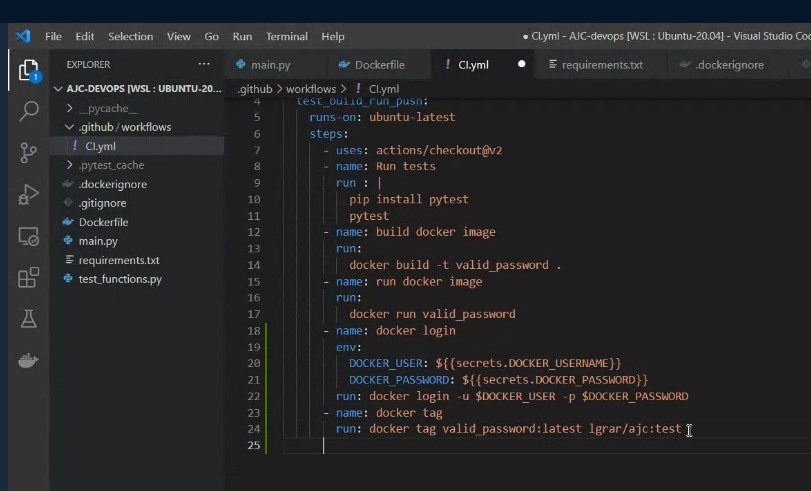 File Edit Selection View Go Run Terminal Help
● CI.yml - AJC-devops [WSL : Ubuntu-20.04] - Visual Studio Co
EXPLORER ...
main.py
Dockerfile
! CI.yml ●
requirements.txt
.dockerignore
1
AJC-DEVOPS [WSL : UBUNTU-20...
.github > workflows > ! CI.yml
__pycache__
.github / workflows
! CI.yml
.pytest_cache
.dockerignore
.gitignore
Dockerfile
main.py
requirements.txt
test_functions.py
4 test_build_run_push:
5 runs-on: ubuntu-latest
6 steps:
7 - uses: actions/checkout@v2
8 - name: Run tests
9 run : |
10 pip install pytest
11 pytest
12 - name: build docker image
13 run:
14 docker build -t valid_password .
15 - name: run docker image
16 run:
17 docker run valid_password
18 - name: docker login
19 env:
20 DOCKER_USER: ${{secrets.DOCKER_USERNAME}}
21 DOCKER_PASSWORD: ${{secrets.DOCKER_PASSWORD}}
22 run: docker login -u $DOCKER_USER -p $DOCKER_PASSWORD
23 - name: docker tag
24 run: docker tag valid_password:latest lgrar/ajc:test
25